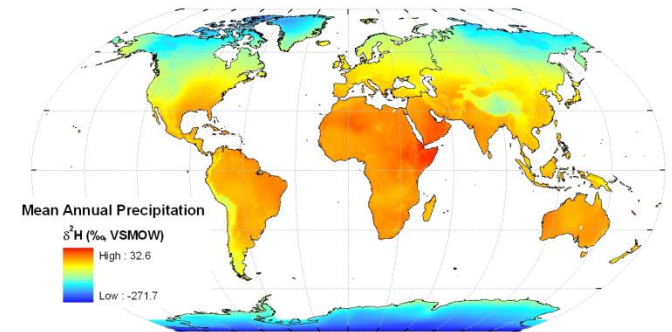 Mean Annual Precipitation
δ²H (‰, VSMOW)
High : 32.6
Low : -271.7